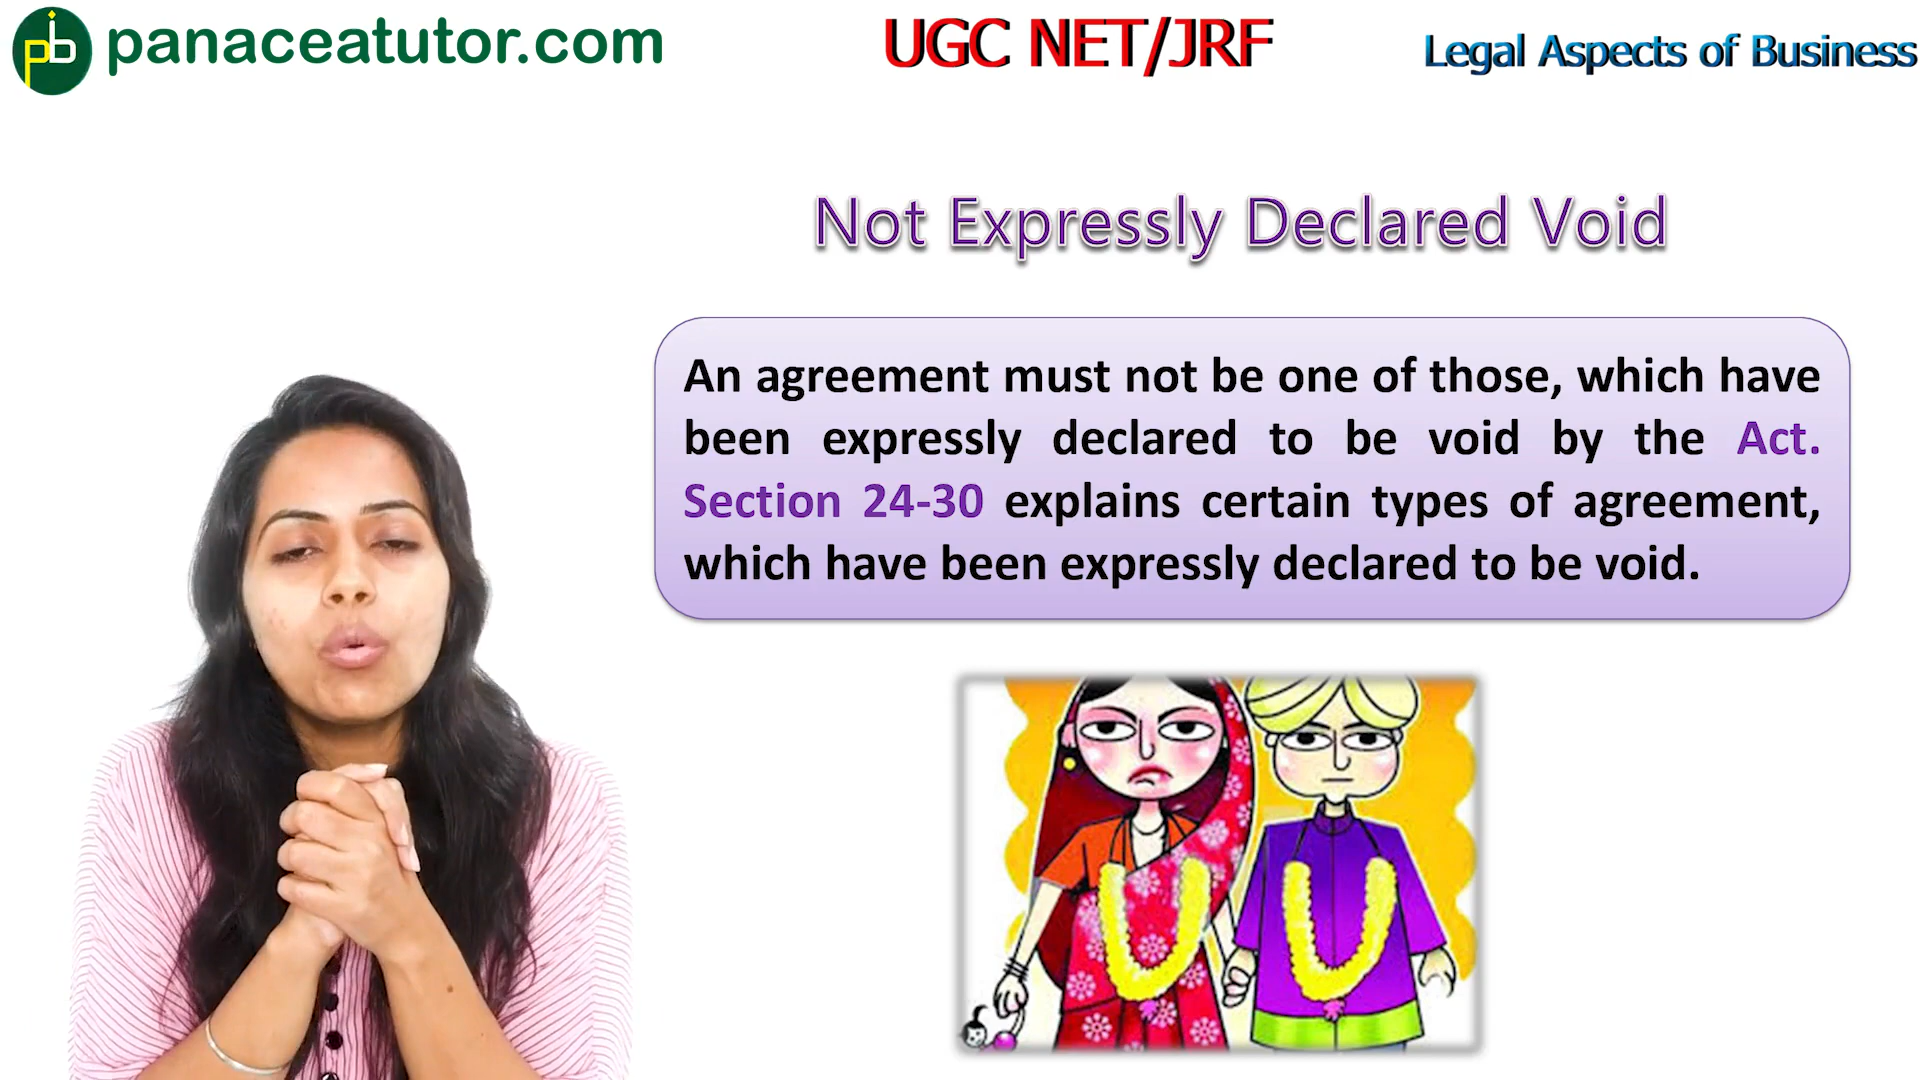 pb panaceatutor.com
UGC NET/JRF
Legal Aspects of Business
Not Expressly Declared Void
An agreement must not be one of those, which have
been expressly declared to be void by the Act.
Section 24-30 explains certain types of agreement,
which have been expressly declared to be void.